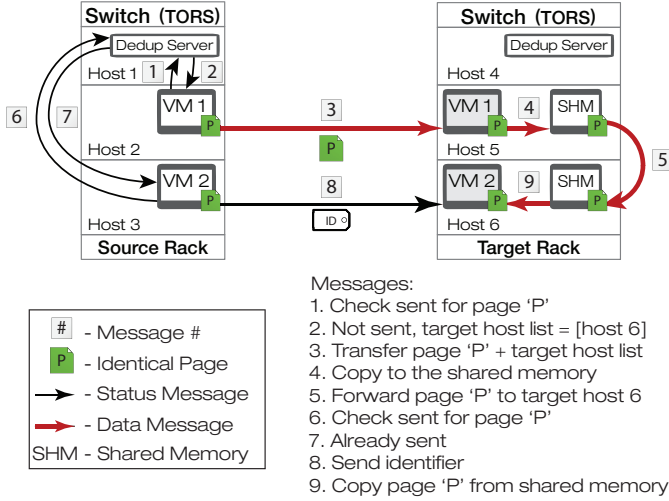 Switch (TORS)
Dedup Server
Host 1
1
2
VM 1
P
Host 2
6
7
VM 2
P
Host 3
Source Rack
3
P
8
ID
Switch (TORS)
Dedup Server
Host 4
VM 1
P
4
SHM
P
Host 5
5
VM 2
P
9
SHM
P
Host 6
Target Rack
# - Message #
P - Identical Page
- Status Message
- Data Message
SHM - Shared Memory
Messages:
1. Check sent for page ‘P’
2. Not sent, target host list = [host 6]
3. Transfer page ‘P’ + target host list
4. Copy to the shared memory
5. Forward page ‘P’ to target host 6
6. Check sent for page ‘P’
7. Already sent
8. Send identifier
9. Copy page ‘P’ from shared memory